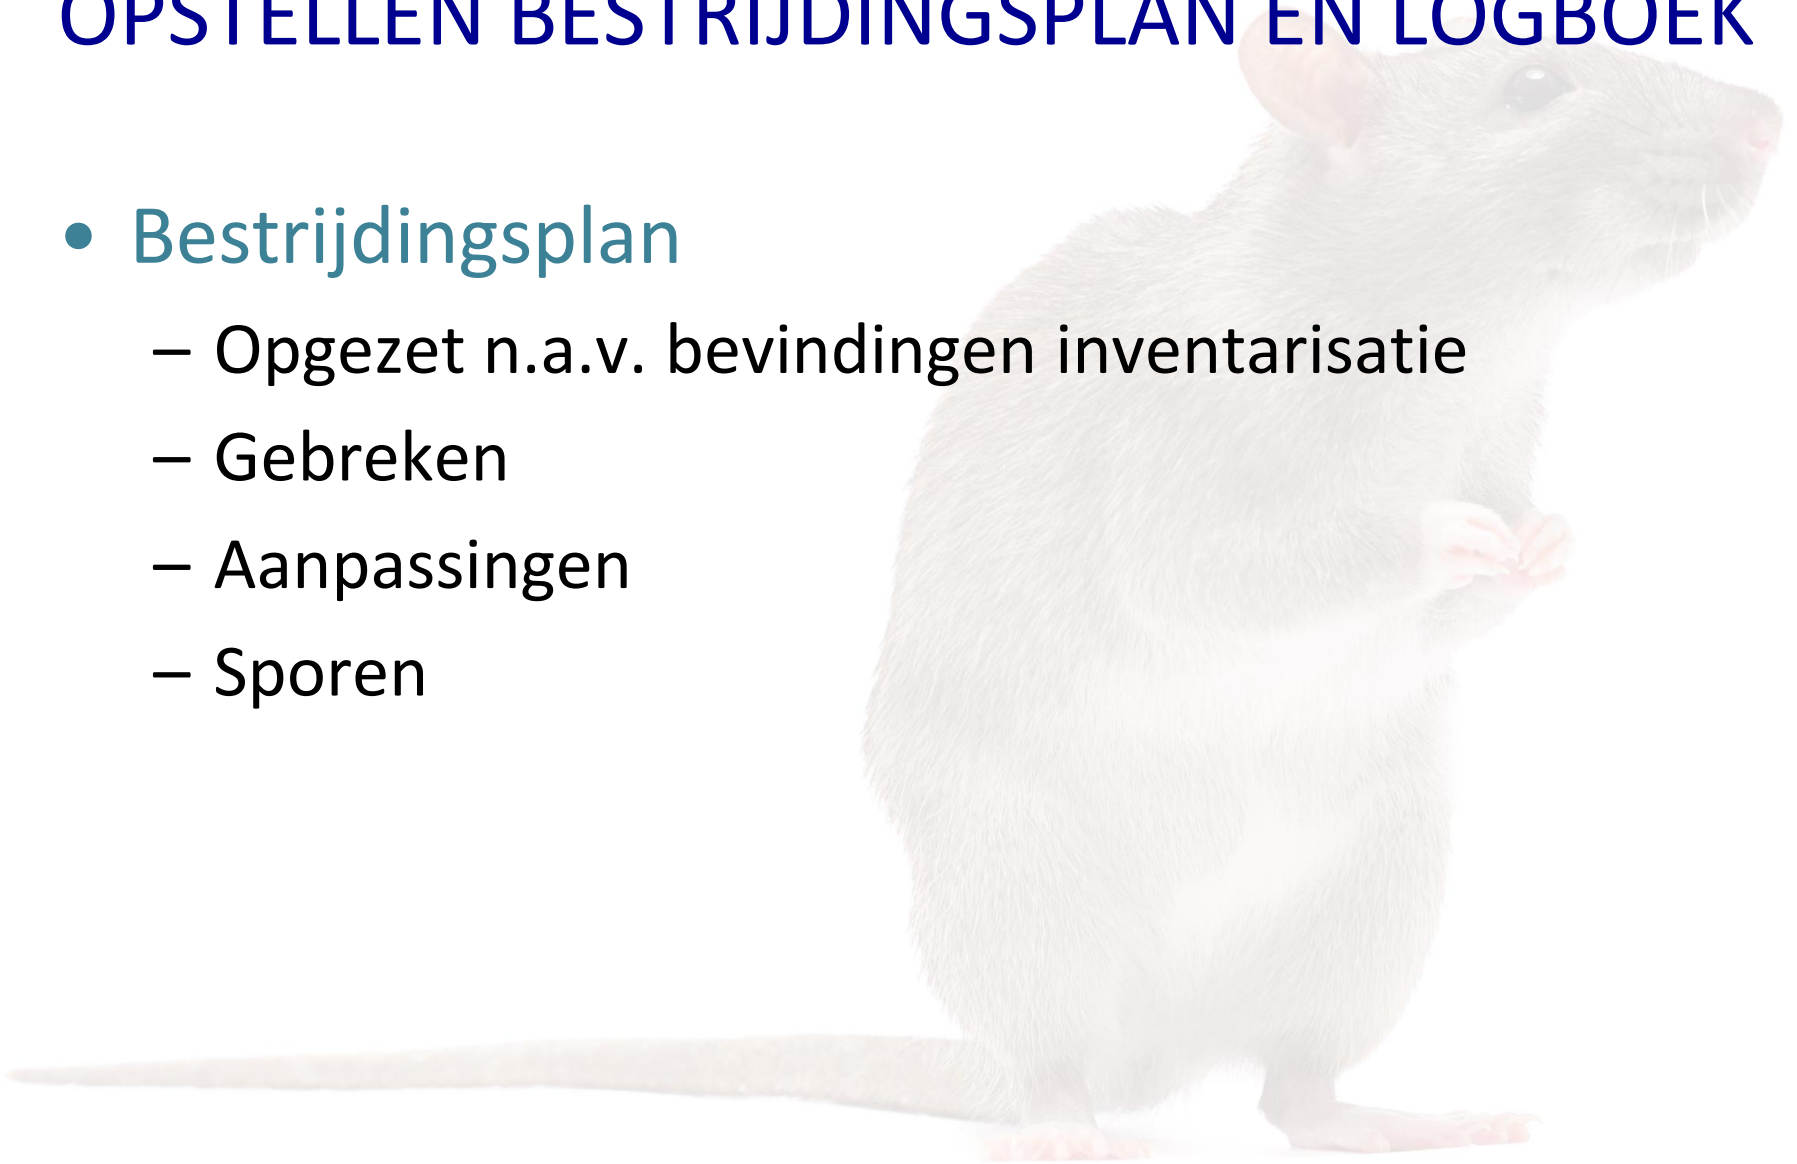 OPSTELLEN BESTRIJDINGSPLAN EN LOGBOEK
• Bestrijdingsplan
– Opgezet n.a.v. bevindingen inventarisatie
– Gebreken
– Aanpassingen
– Sporen